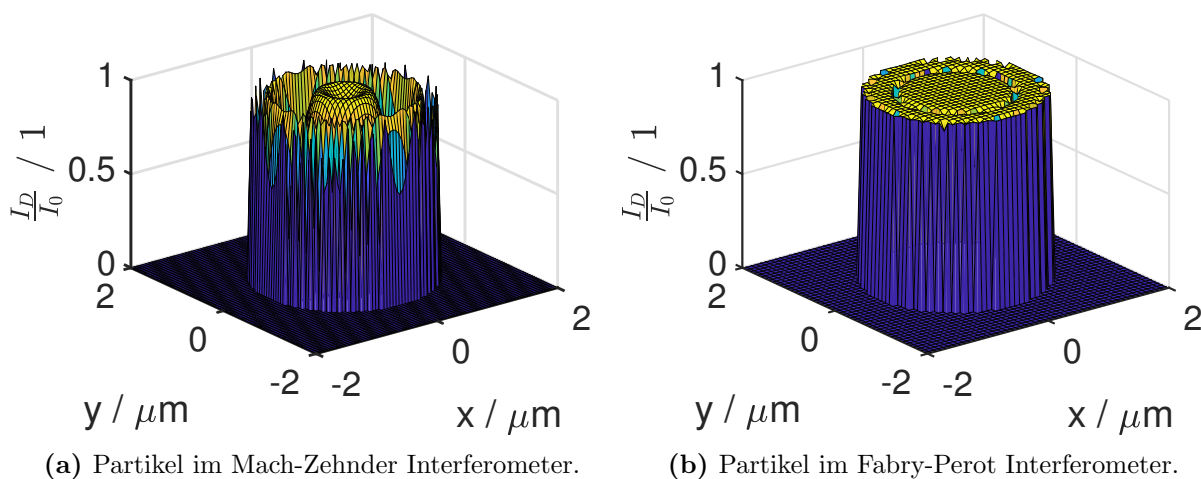 1
0.5
0
I_D/I_0 / 1
2
0
-2
y / μm
-2
0
2
x / μm
(a) Partikel im Mach-Zehnder Interferometer.
1
0.5
0
I_D/I_0 / 1
2
0
-2
y / μm
-2
0
2
x / μm
(b) Partikel im Fabry-Perot Interferometer.